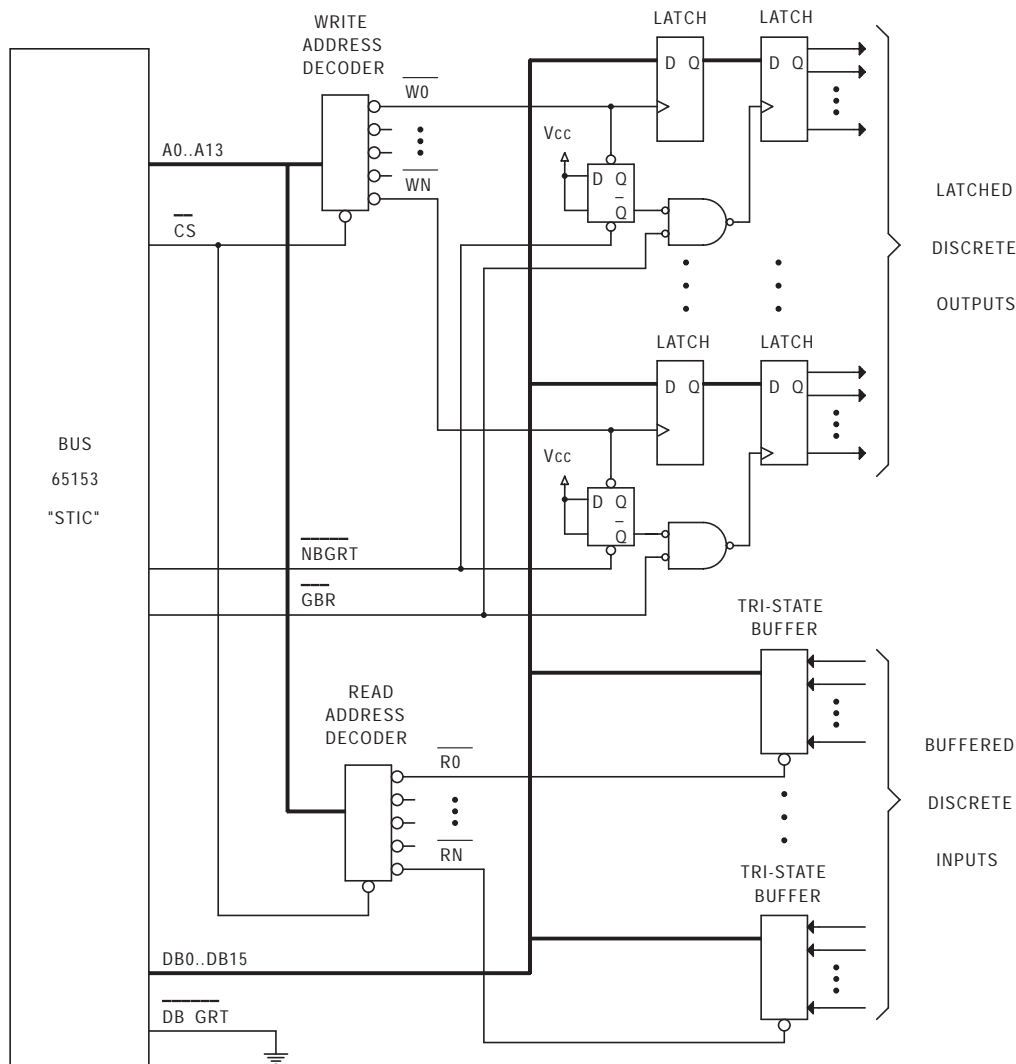 WRITE
ADDRESS
DECODER
LATCH
LATCH
D Q
D Q
W0
Vcc
A0..A13
D Q
Q
WN
CS
LATCHED
DISCRETE
OUTPUTS
LATCH
LATCH
D Q
D Q
BUS
65153
"STIC"
Vcc
D Q
Q
NBGRT
GBR
TRI-STATE
BUFFER
READ
ADDRESS
DECODER
R0
RN
BUFFERED
DISCRETE
INPUTS
TRI-STATE
BUFFER
DB0..DB15
DB GRT